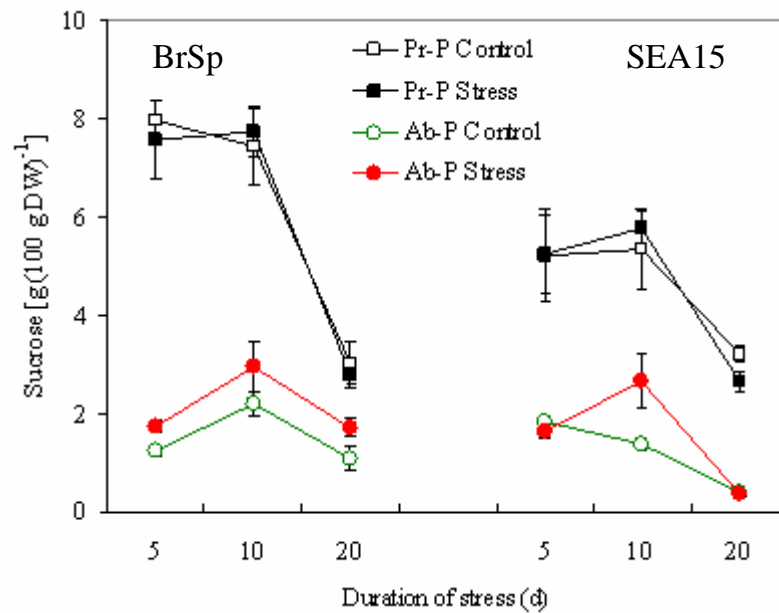 10
8
6
4
2
0
Sucrose [g(100 gDW)⁻¹]
BrSp
SEA15
Pr-P Control
Pr-P Stress
Ab-P Control
Ab-P Stress
5 10 20 5 10 20
Duration of stress (d)